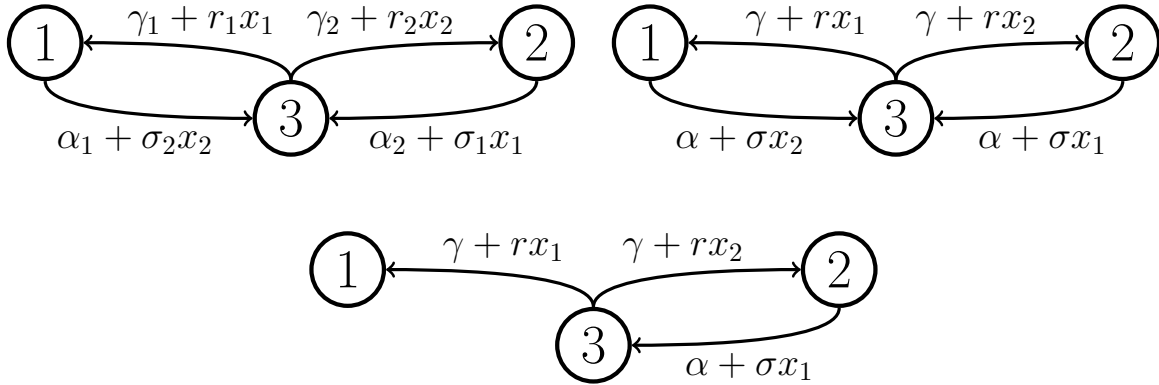 1 γ₁ + r₁x₁ γ₂ + r₂x₂ 2 1 γ + rx₁ γ + rx₂ 2
3 3
α₁ + σ₂x₂ α₂ + σ₁x₁ α + σx₂ α + σx₁
1 γ + rx₁ γ + rx₂ 2
3
α + σx₁